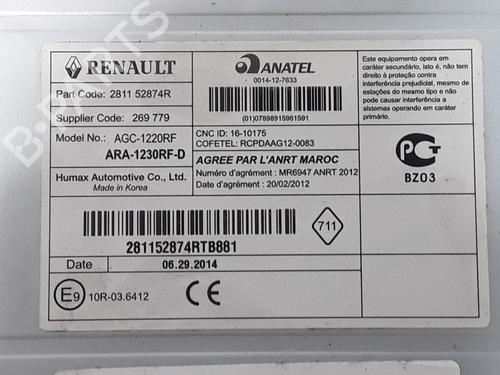 RENAULT
Part Code: 2811 52874R
Supplier Code: 269 779
Model No.: AGC-1220RF
ARA-1230RF-D
Humax Automotive Co., Ltd.
Made in Korea
ANATEL
0014-12-7633
(01)07898915961591
CNC ID: 16-10175
COFETEL: RCPDAAG12-0083
AGREE PAR L'ANRT MAROC
Numéro d'agrément : MR6947 ANRT 2012
Date d'agrément : 20/02/2012
Este equipamento opera em
caráter secundário, isto é, não
tem direito a proteção contra
interferência prejudicial, mesmo de
estações do mesmo tipo e não
pode causar interferência a
sistemas operando em caráter
primário.
PCT
BZ03
281152874RTB881
711
Date 06.29.2014
E9 10R-03.6412
CE
B-PARTS